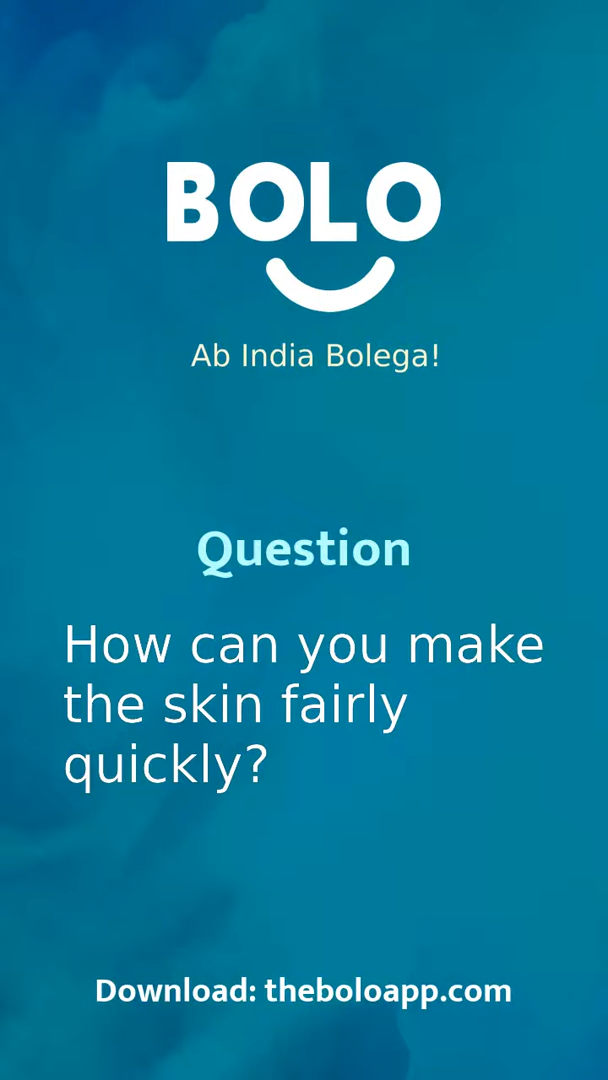 BOLO
Ab India Bolega!
Question
How can you make
the skin fairly
quickly?
Download: theboloapp.com